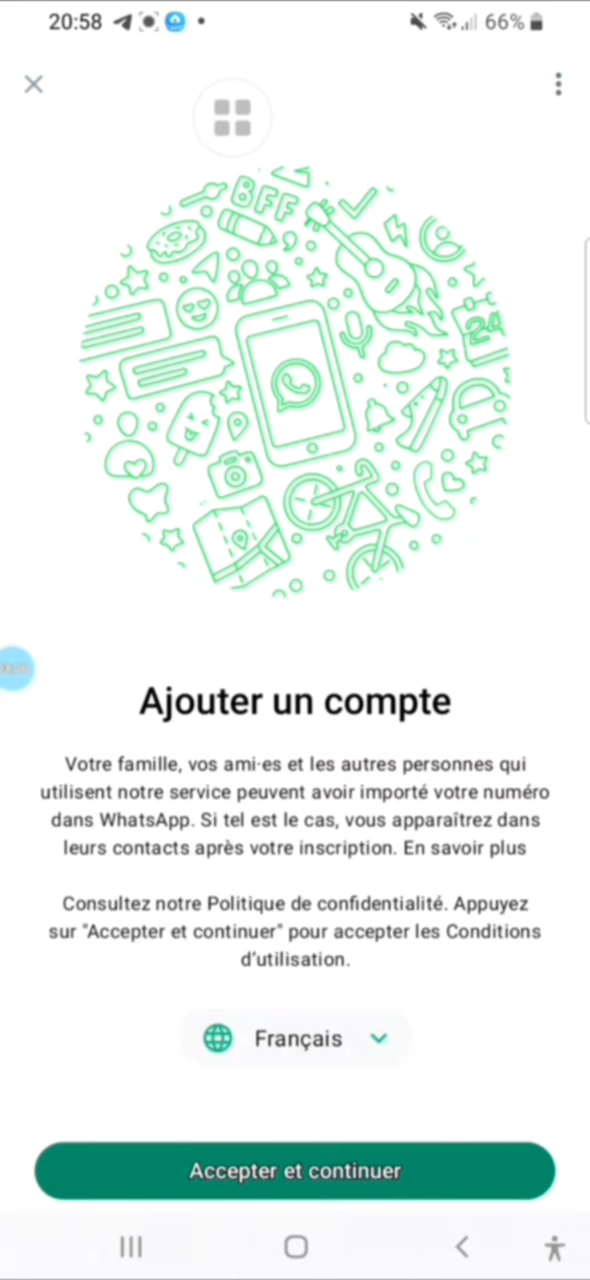 20:58 66%
BFF
24
Ajouter un compte
Votre famille, vos ami·es et les autres personnes qui
utilisent notre service peuvent avoir importé votre numéro
dans WhatsApp. Si tel est le cas, vous apparaîtrez dans
leurs contacts après votre inscription. En savoir plus
Consultez notre Politique de confidentialité. Appuyez
sur "Accepter et continuer" pour accepter les Conditions
d'utilisation.
Français
Accepter et continuer